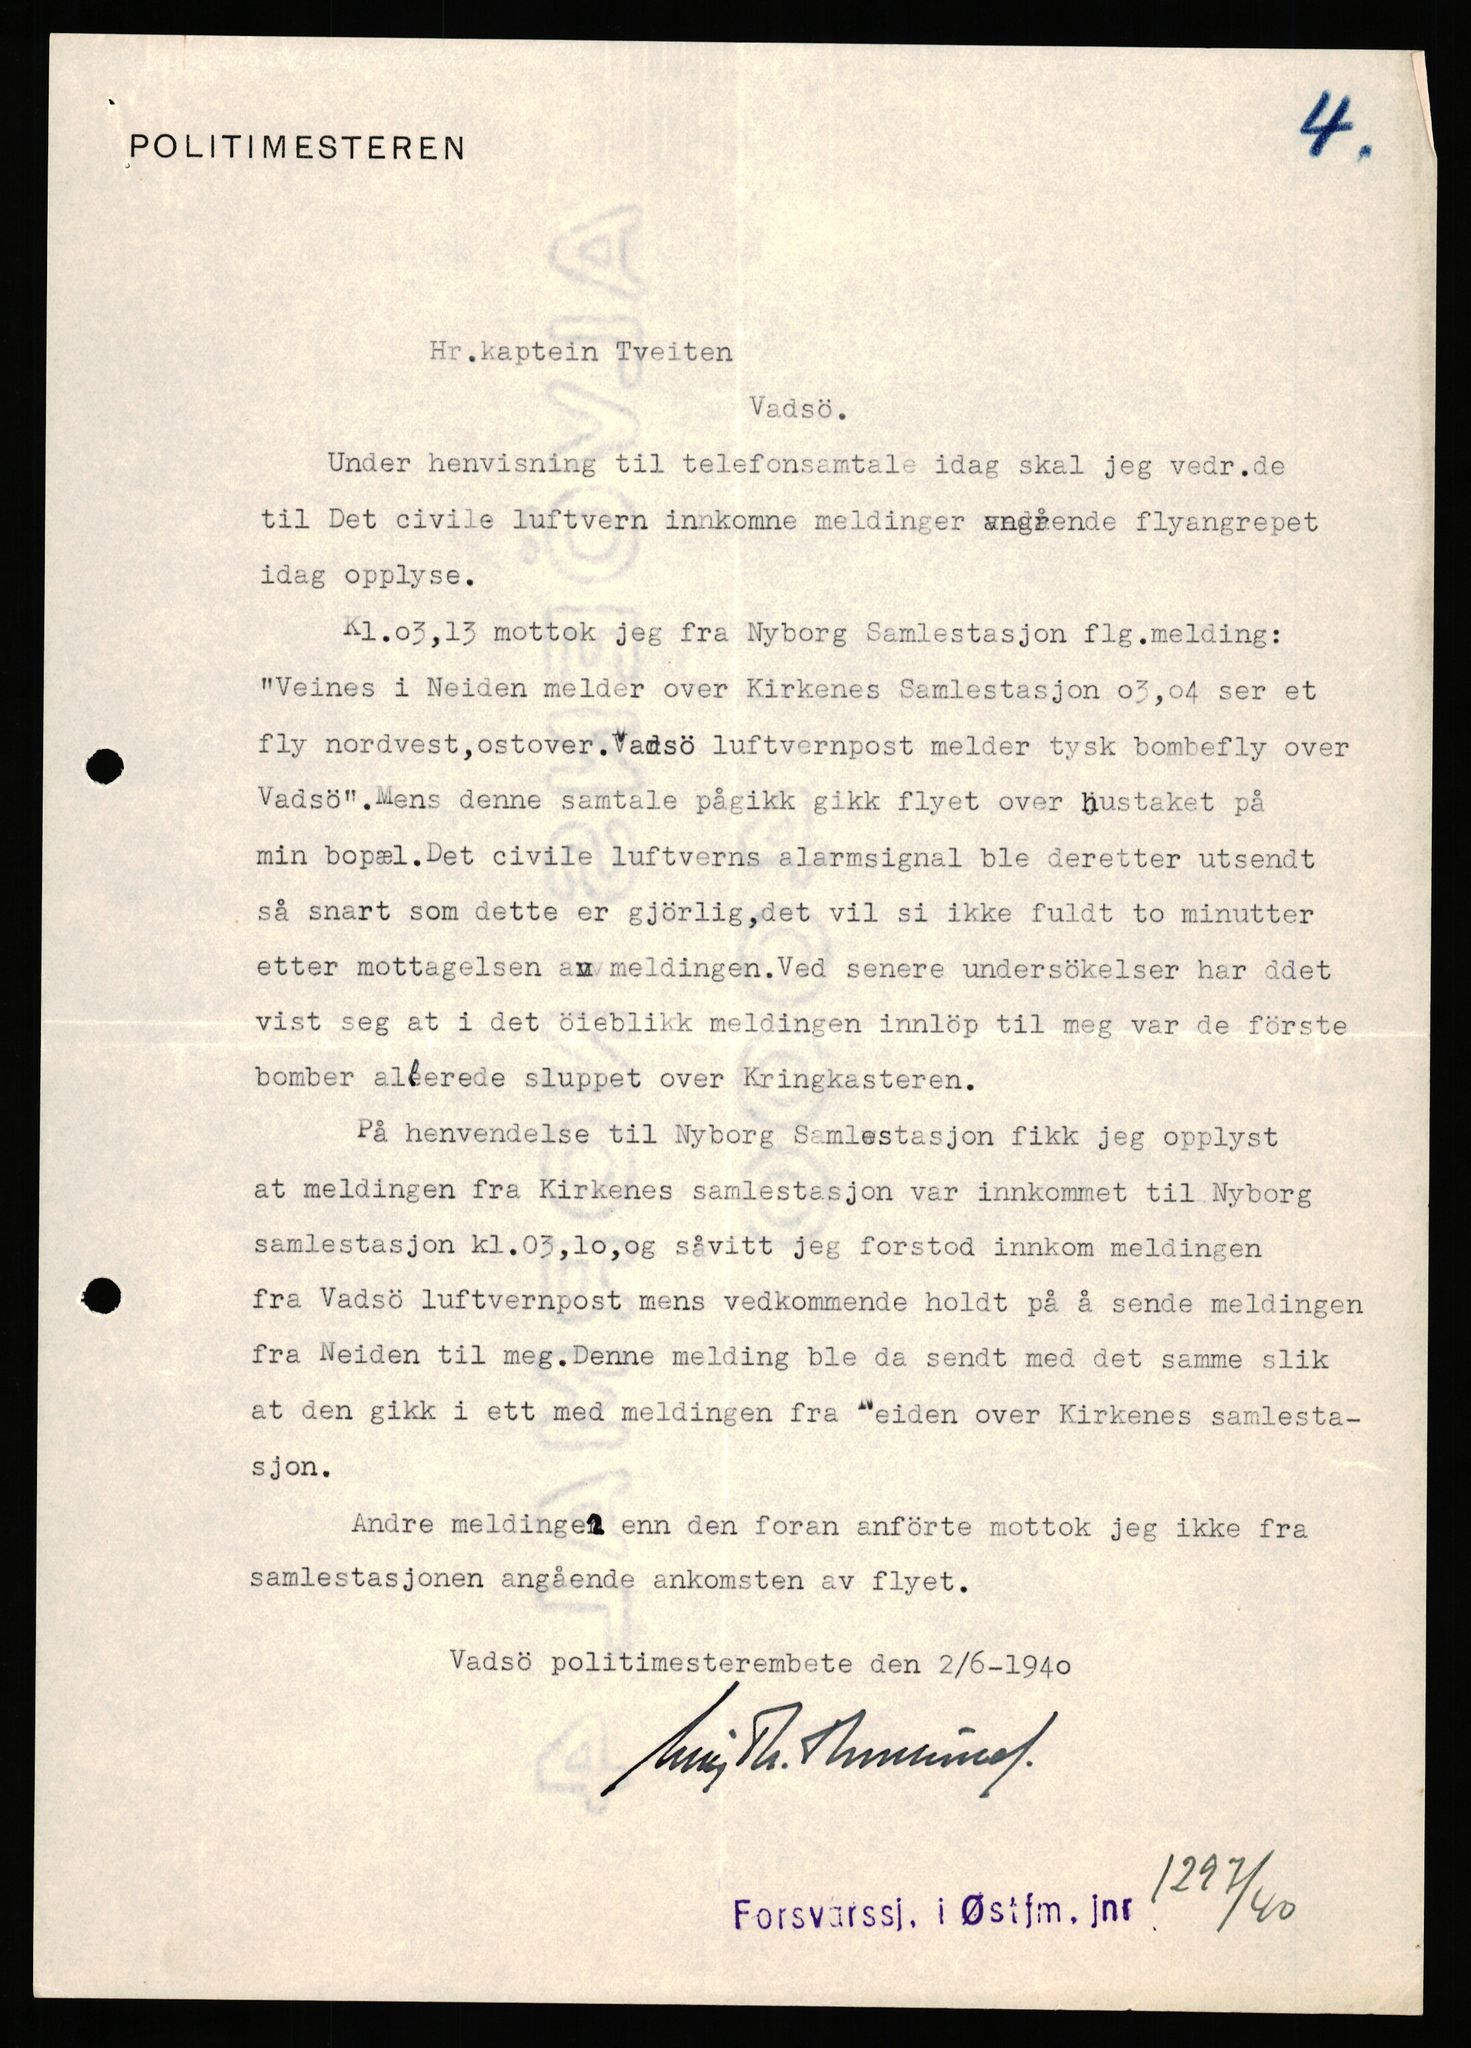 4.
POLITIMESTEREN
Hr.kaptein Tveiten
Vadsö.
Under henvisning til telefonsamtale idag skal jeg vedr.de
til Det civile luftvern innkomne meldinger angående flyangrepet
idag opplyse.
Kl.o3,13 mottok jeg fra Nyborg Samlestasjon flg.melding:
"Veines i Neiden melder over Kirkenes Samlestasjon o3,o4 ser et
fly nordvest,ostover.Vadsö luftvernpost melder tysk bombefly over
Vadsö".Mens denne samtale pågikk gikk flyet over hustaket på
min bopæl.Det civile luftverns alarmsignal ble deretter utsendt
så snart som dette er gjörlig,det vil si ikke fuldt to minutter
etter mottagelsen av meldingen.Ved senere undersökelser har ddet
vist seg at i det öieblikk meldingen innlöp til meg var de förste
bomber allerede sluppet over Kringkasteren.
På henvendelse til Nyborg Samlestasjon fikk jeg opplyst
at meldingen fra Kirkenes samlestasjon var innkommet til Nyborg
samlestasjon kl.03,1o,og såvitt jeg forstod innkom meldingen
fra Vadsö luftvernpost mens vedkommende holdt på å sende meldingen
fra Neiden til meg.Denne melding ble da sendt med det samme slik
at den gikk i ett med meldingen fra Neiden over Kirkenes samlesta-
sjon.
Andre meldinger enn den foran anförte mottok jeg ikke fra
samlestasjonen angående ankomsten av flyet.
Vadsö politimesterembete den 2/6-194o
Forsvarssj. i Østfm. jnr 1297/40